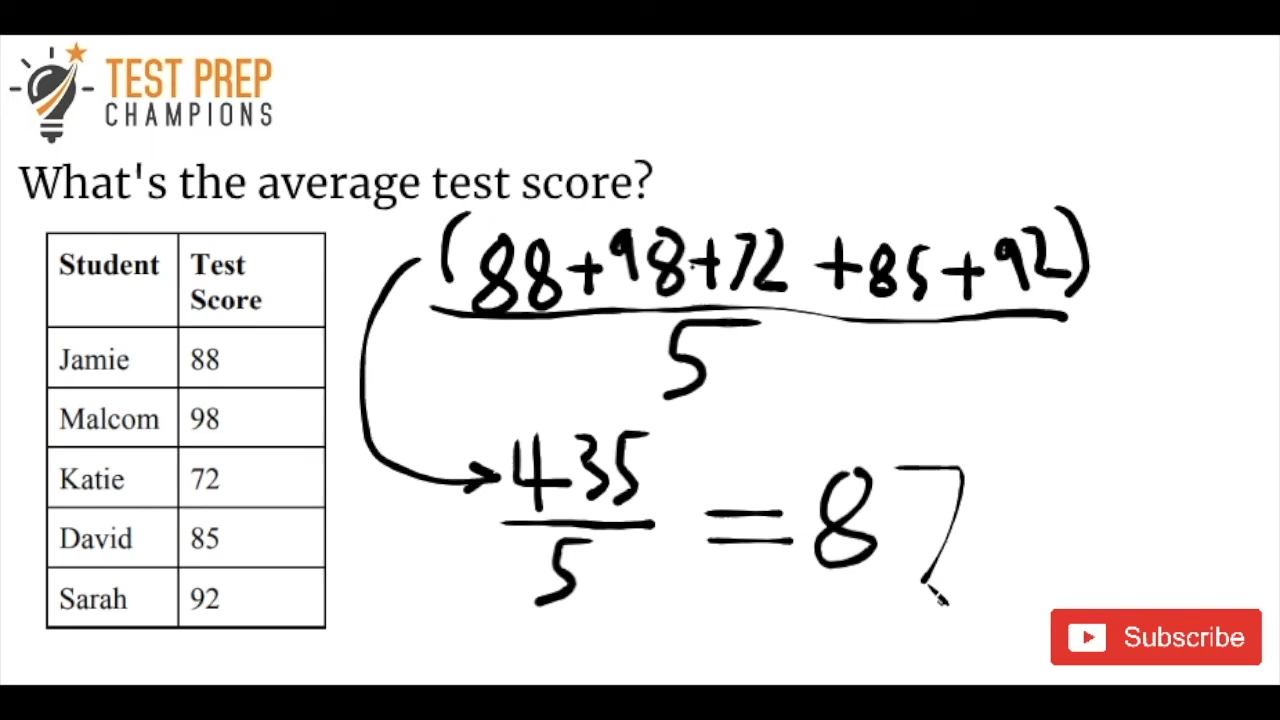 TEST PREP
CHAMPIONS
What's the average test score?
Student Test Score
Jamie 88
Malcom 98
Katie 72
David 85
Sarah 92
(88+98+72+85+92)
5
435
5
= 87
Subscribe